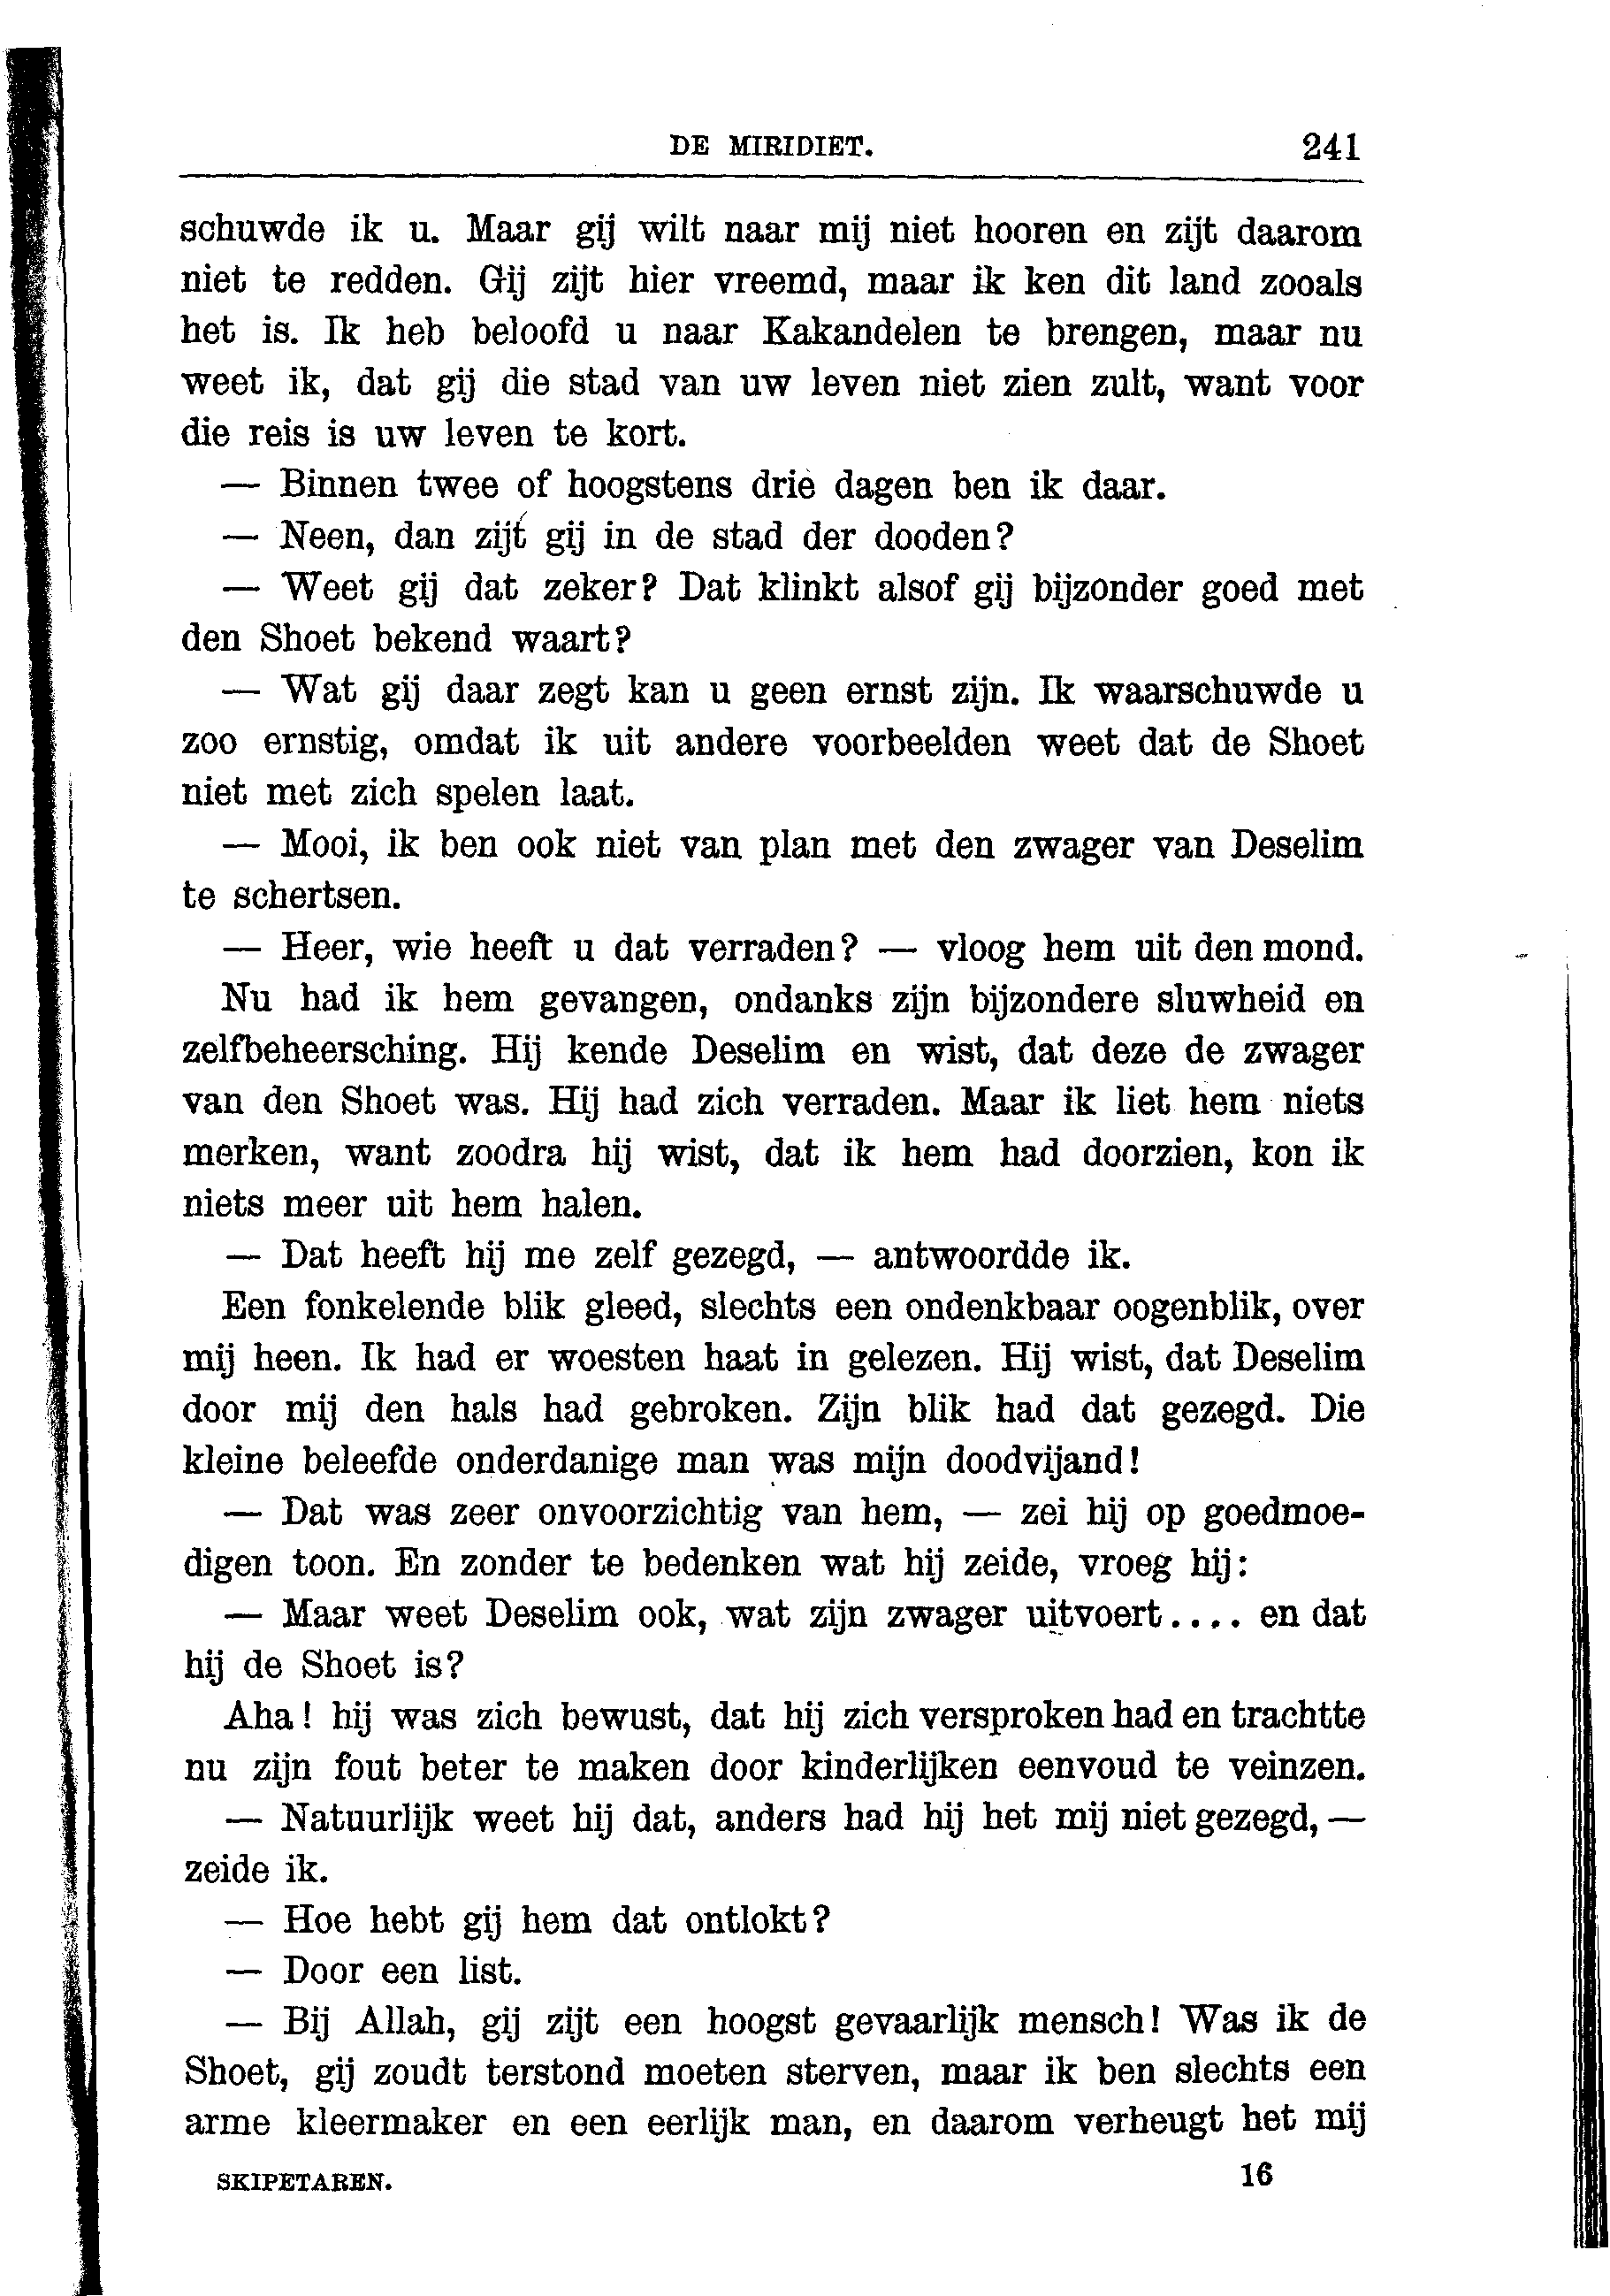 DE MIRIDIET. 241
schuwde ik u. Maar gij wilt naar mij niet hooren en zijt daarom
niet te redden. Gij zijt hier vreemd, maar ik ken dit land zooals
het is. Ik heb beloofd u naar Kakandelen te brengen, maar nu
weet ik, dat gij die stad van uw leven niet zien zult, want voor
die reis is uw leven te kort.
— Binnen twee of hoogstens drie dagen ben ik daar.
— Neen, dan zijt gij in de stad der dooden?
— Weet gij dat zeker? Dat klinkt alsof gij bijzonder goed met
den Shoet bekend waart?
— Wat gij daar zegt kan u geen ernst zijn. Ik waarschuwde u
zoo ernstig, omdat ik uit andere voorbeelden weet dat de Shoet
niet met zich spelen laat.
— Mooi, ik ben ook niet van plan met den zwager van Deselim
te schertsen.
— Heer, wie heeft u dat verraden? — vloog hem uit den mond.
Nu had ik hem gevangen, ondanks zijn bijzondere sluwheid en
zelfbeheersching. Hij kende Deselim en wist, dat deze de zwager
van den Shoet was. Hij had zich verraden. Maar ik liet hem niets
merken, want zoodra hij wist, dat ik hem had doorzien, kon ik
niets meer uit hem halen.
— Dat heeft hij me zelf gezegd, — antwoordde ik.
Een fonkelende blik gleed, slechts een ondenkbaar oogenblik, over
mij heen. Ik had er woesten haat in gelezen. Hij wist, dat Deselim
door mij den hals had gebroken. Zijn blik had dat gezegd. Die
kleine beleefde onderdanige man was mijn doodvijand!
— Dat was zeer onvoorzichtig van hem, — zei hij op goedmoe-
digen toon. En zonder te bedenken wat hij zeide, vroeg hij:
— Maar weet Deselim ook, wat zijn zwager uitvoert.... en dat
hij de Shoet is?
Aha! hij was zich bewust, dat hij zich versproken had en trachtte
nu zijn fout beter te maken door kinderlijken eenvoud te veinzen.
— Natuurlijk weet hij dat, anders had hij het mij niet gezegd, —
zeide ik.
— Hoe hebt gij hem dat ontlokt?
— Door een list.
— Bij Allah, gij zijt een hoogst gevaarlijk mensch! Was ik de
Shoet, gij zoudt terstond moeten sterven, maar ik ben slechts een
arme kleermaker en een eerlijk man, en daarom verheugt het mij
SKIPETAREN. 16